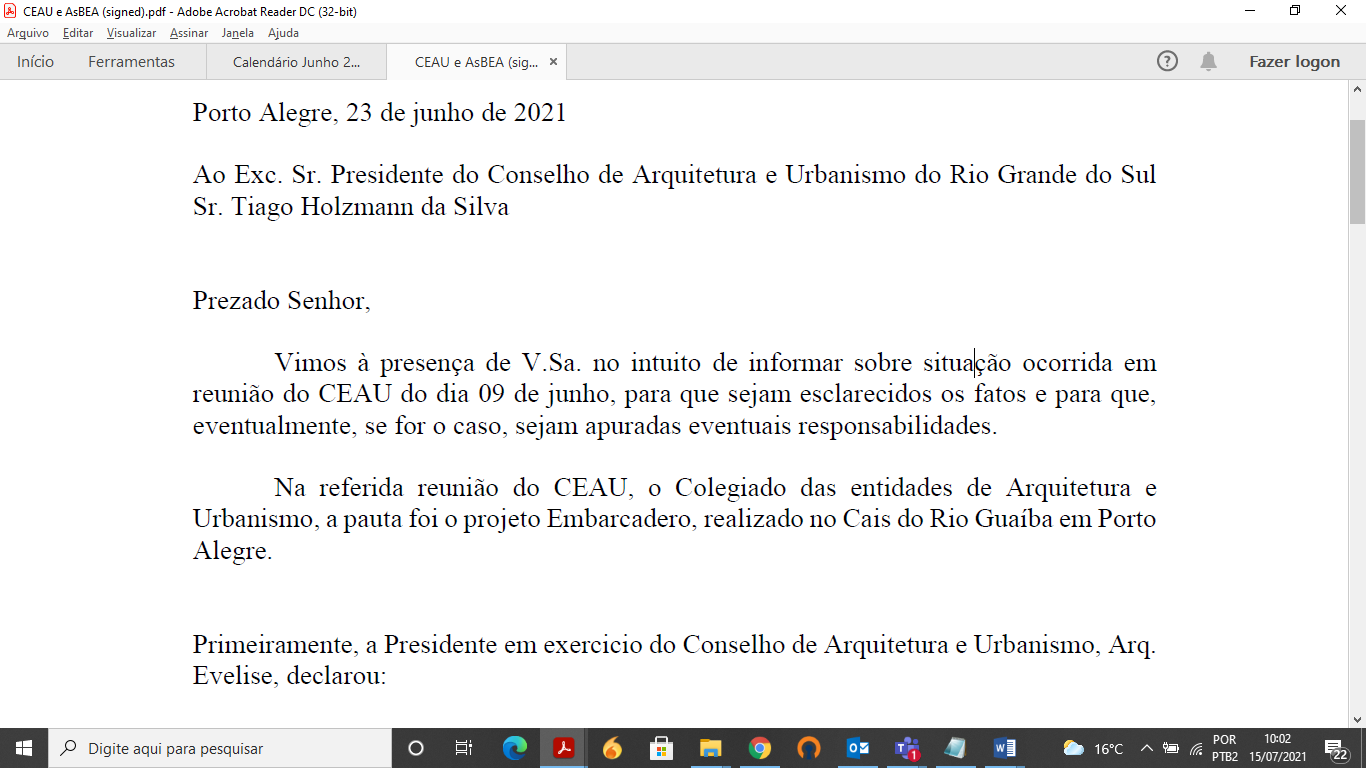 CEAU e AsBEA (signed).pdf - Adobe Acrobat Reader DC (32-bit)
Arquivo Editar Visualizar Assinar Janela Ajuda
Início Ferramentas Calendário Junho 2... CEAU e AsBEA (sig... × ? Fazer logon
Porto Alegre, 23 de junho de 2021
Ao Exc. Sr. Presidente do Conselho de Arquitetura e Urbanismo do Rio Grande do Sul
Sr. Tiago Holzmann da Silva
Prezado Senhor,
Vimos à presença de V.Sa. no intuito de informar sobre situação ocorrida em
reunião do CEAU do dia 09 de junho, para que sejam esclarecidos os fatos e para que,
eventualmente, se for o caso, sejam apuradas eventuais responsabilidades.
Na referida reunião do CEAU, o Colegiado das entidades de Arquitetura e
Urbanismo, a pauta foi o projeto Embarcadero, realizado no Cais do Rio Guaíba em Porto
Alegre.
Primeiramente, a Presidente em exercicio do Conselho de Arquitetura e Urbanismo, Arq.
Evelise, declarou:
Digite aqui para pesquisar 1 16°C POR 10:02
PTB2 15/07/2021 22